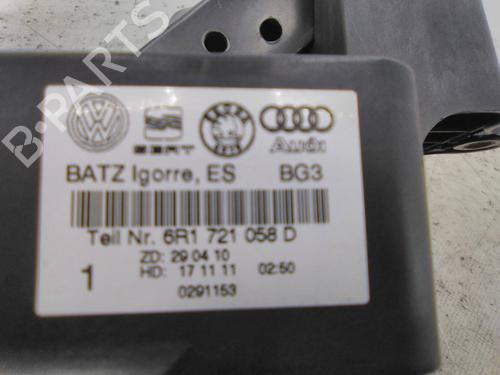 B-PARTS
SEAT
SKODA
Audi
BATZ Igorre, ES BG3
Teil Nr. 6R1 721 058 D
ZD: 29 04 10
1 HD: 17 11 11 02:50
0291153